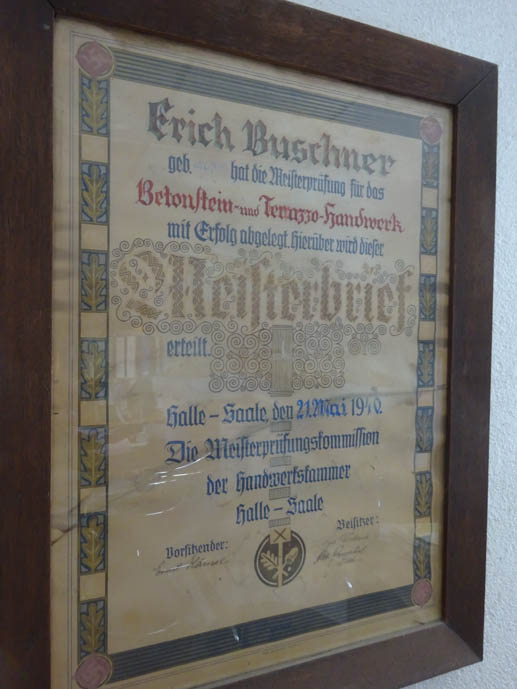 Erich Buschner
geb. hat die Meisterprüfung für das
Betonstein- und Terazzo-Handwerk
mit Erfolg abgelegt. Hierüber wird dieser
Meisterbrief
erteilt.
Halle-Saale, den 21. Mai 1940.
Die Meisterprüfungskommission
der Handwerkskammer
Halle-Saale
Vorsitzender:
Beisitzer: